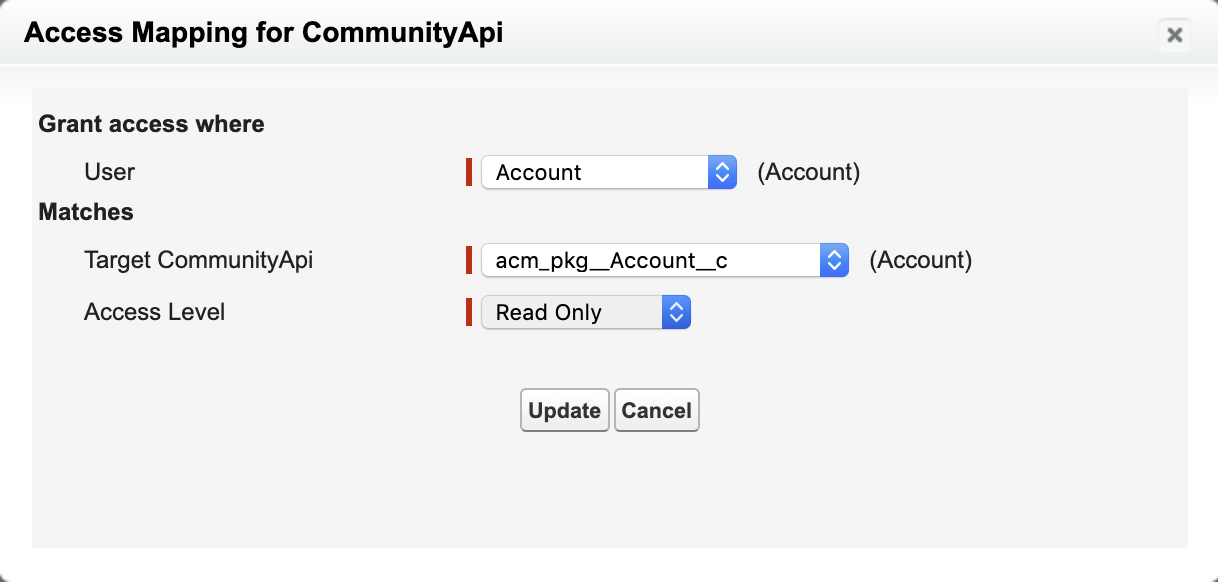 Access Mapping for CommunityApi
Grant access where
User Account (Account)
Matches
Target CommunityApi acm_pkg__Account__c (Account)
Access Level Read Only
Update Cancel